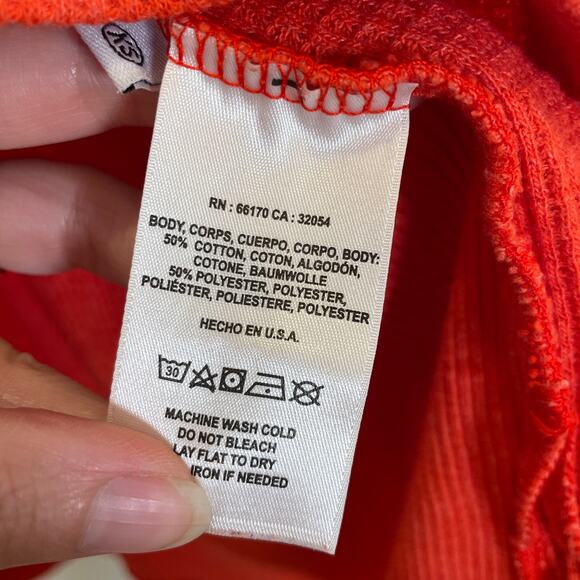 XS
RN : 66170 CA : 32054
BODY, CORPS, CUERPO, CORPO, BODY:
50% COTTON, COTON, ALGODÓN,
COTONE, BAUMWOLLE
50% POLYESTER, POLYESTER,
POLIÉSTER, POLIESTERE, POLYESTER
HECHO EN U.S.A.
30
MACHINE WASH COLD
DO NOT BLEACH
LAY FLAT TO DRY
IRON IF NEEDED